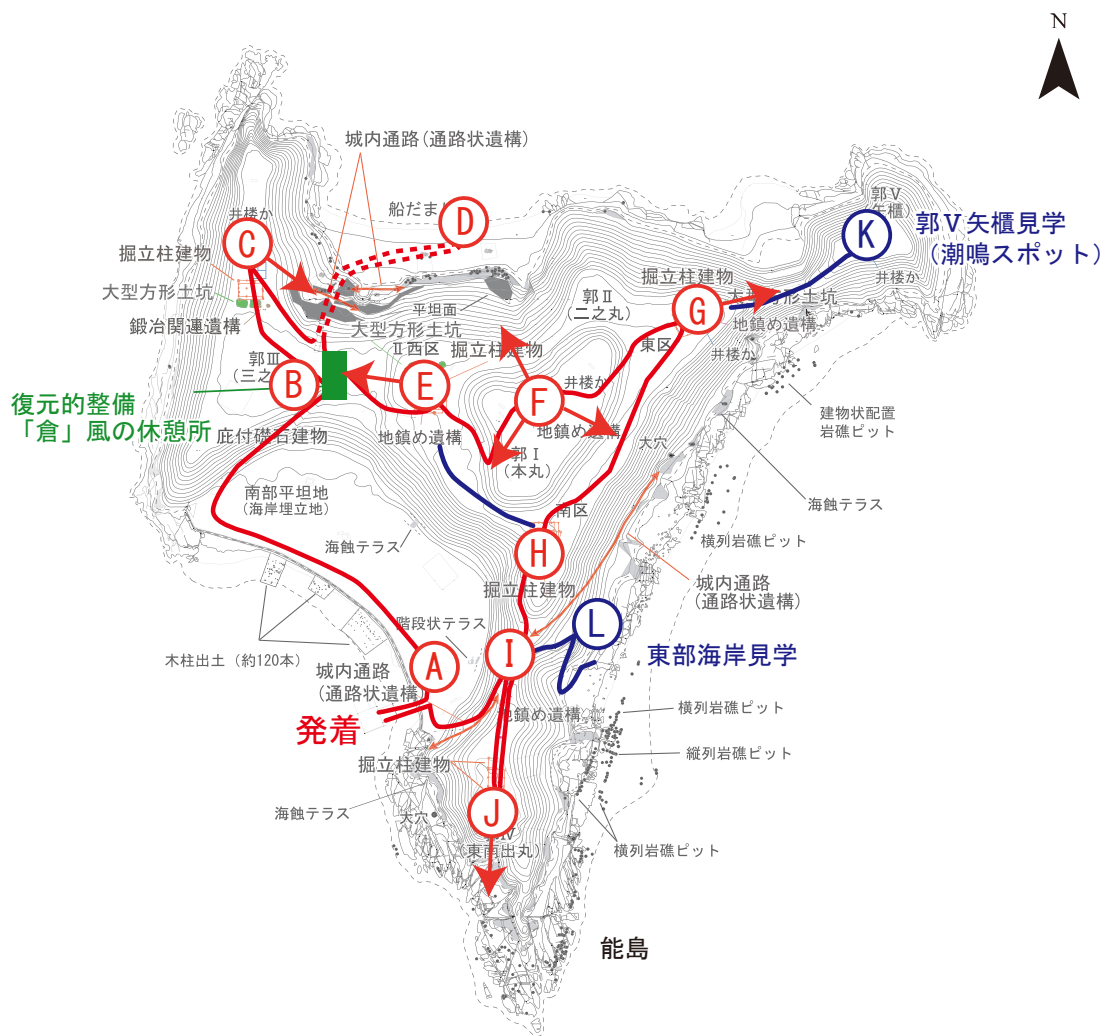 N
城内通路(通路状遺構)
船だま
D
井楼か
C
掘立柱建物
大型方形土坑
鍛冶関連遺構
平坦面
郭Ⅴ
矢櫃
K
郭Ⅴ矢櫃見学
(潮鳴スポット)
井楼か
掘立柱建物
大型方形土坑
G
地鎮め遺構
井楼か
東区
郭Ⅱ
(二之丸)
大型方形土坑
Ⅱ西区
掘立柱建物
郭Ⅲ
(三之
B
E
井楼か
F
地鎮め遺構
地鎮め遺構
郭Ⅰ
(本丸)
復元的整備
「倉」風の休憩所
庇付礎石建物
建物状配置
岩礁ピット
大穴
海蝕テラス
南部平坦地
(海岸埋立地)
南区
海蝕テラス
H
掘立柱建物
横列岩礁ピット
城内通路
(通路状遺構)
階段状テラス
L
東部海岸見学
I
木柱出土(約120本)
A
城内通路
(通路状遺構)
発着
地鎮め遺構
横列岩礁ピット
縦列岩礁ピット
掘立柱建物
海蝕テラス
大穴
J
(東南出丸)
横列岩礁ピット
能島